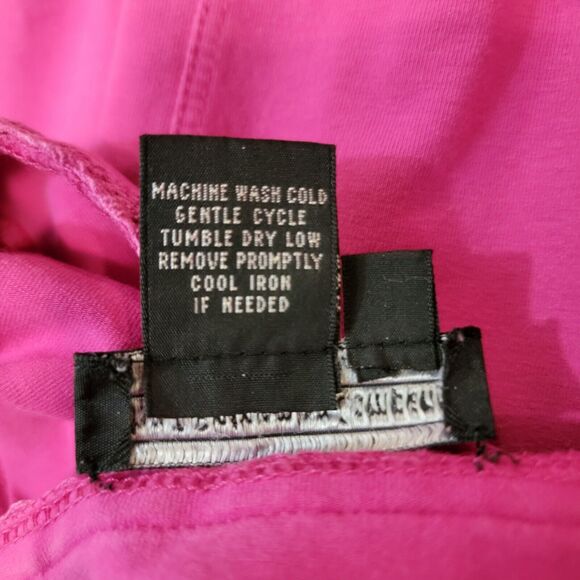 MACHINE WASH COLD
GENTLE CYCLE
TUMBLE DRY LOW
REMOVE PROMPTLY
COOL IRON
IF NEEDED